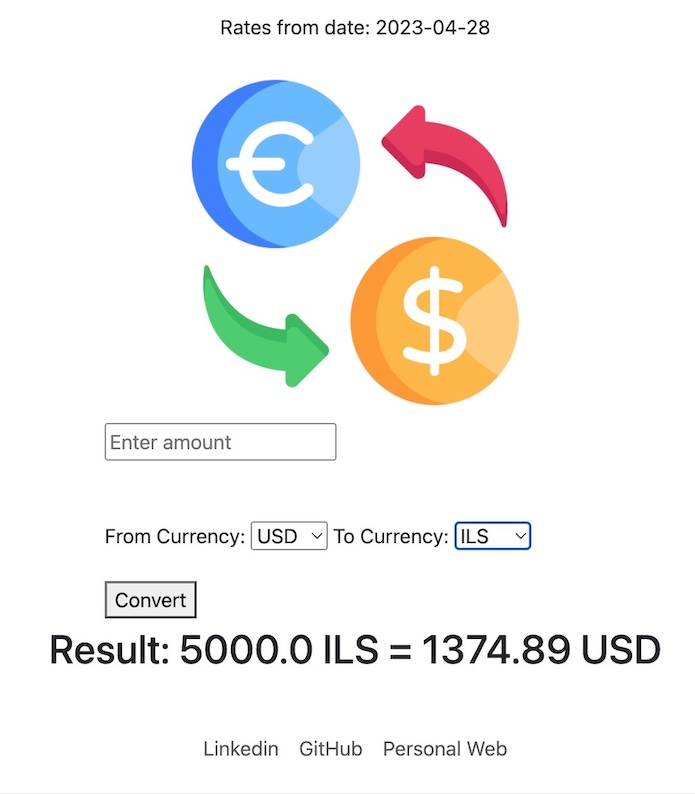 Rates from date: 2023-04-28
€
$
Enter amount
From Currency: USD To Currency: ILS
Convert
Result: 5000.0 ILS = 1374.89 USD
Linkedin GitHub Personal Web